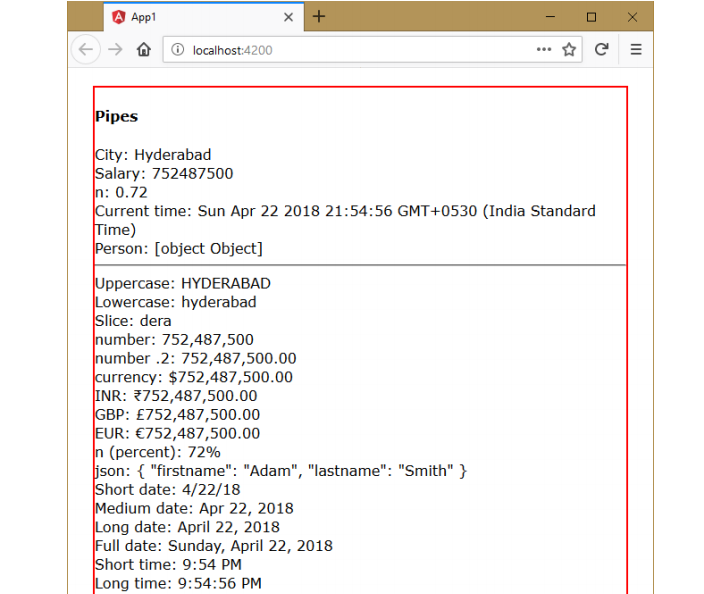 App1
localhost:4200
Pipes
City: Hyderabad
Salary: 752487500
n: 0.72
Current time: Sun Apr 22 2018 21:54:56 GMT+0530 (India Standard
Time)
Person: [object Object]
Uppercase: HYDERABAD
Lowercase: hyderabad
Slice: dera
number: 752,487,500
number .2: 752,487,500.00
currency: $752,487,500.00
INR: ₹752,487,500.00
GBP: £752,487,500.00
EUR: €752,487,500.00
n (percent): 72%
json: { "firstname": "Adam", "lastname": "Smith" }
Short date: 4/22/18
Medium date: Apr 22, 2018
Long date: April 22, 2018
Full date: Sunday, April 22, 2018
Short time: 9:54 PM
Long time: 9:54:56 PM